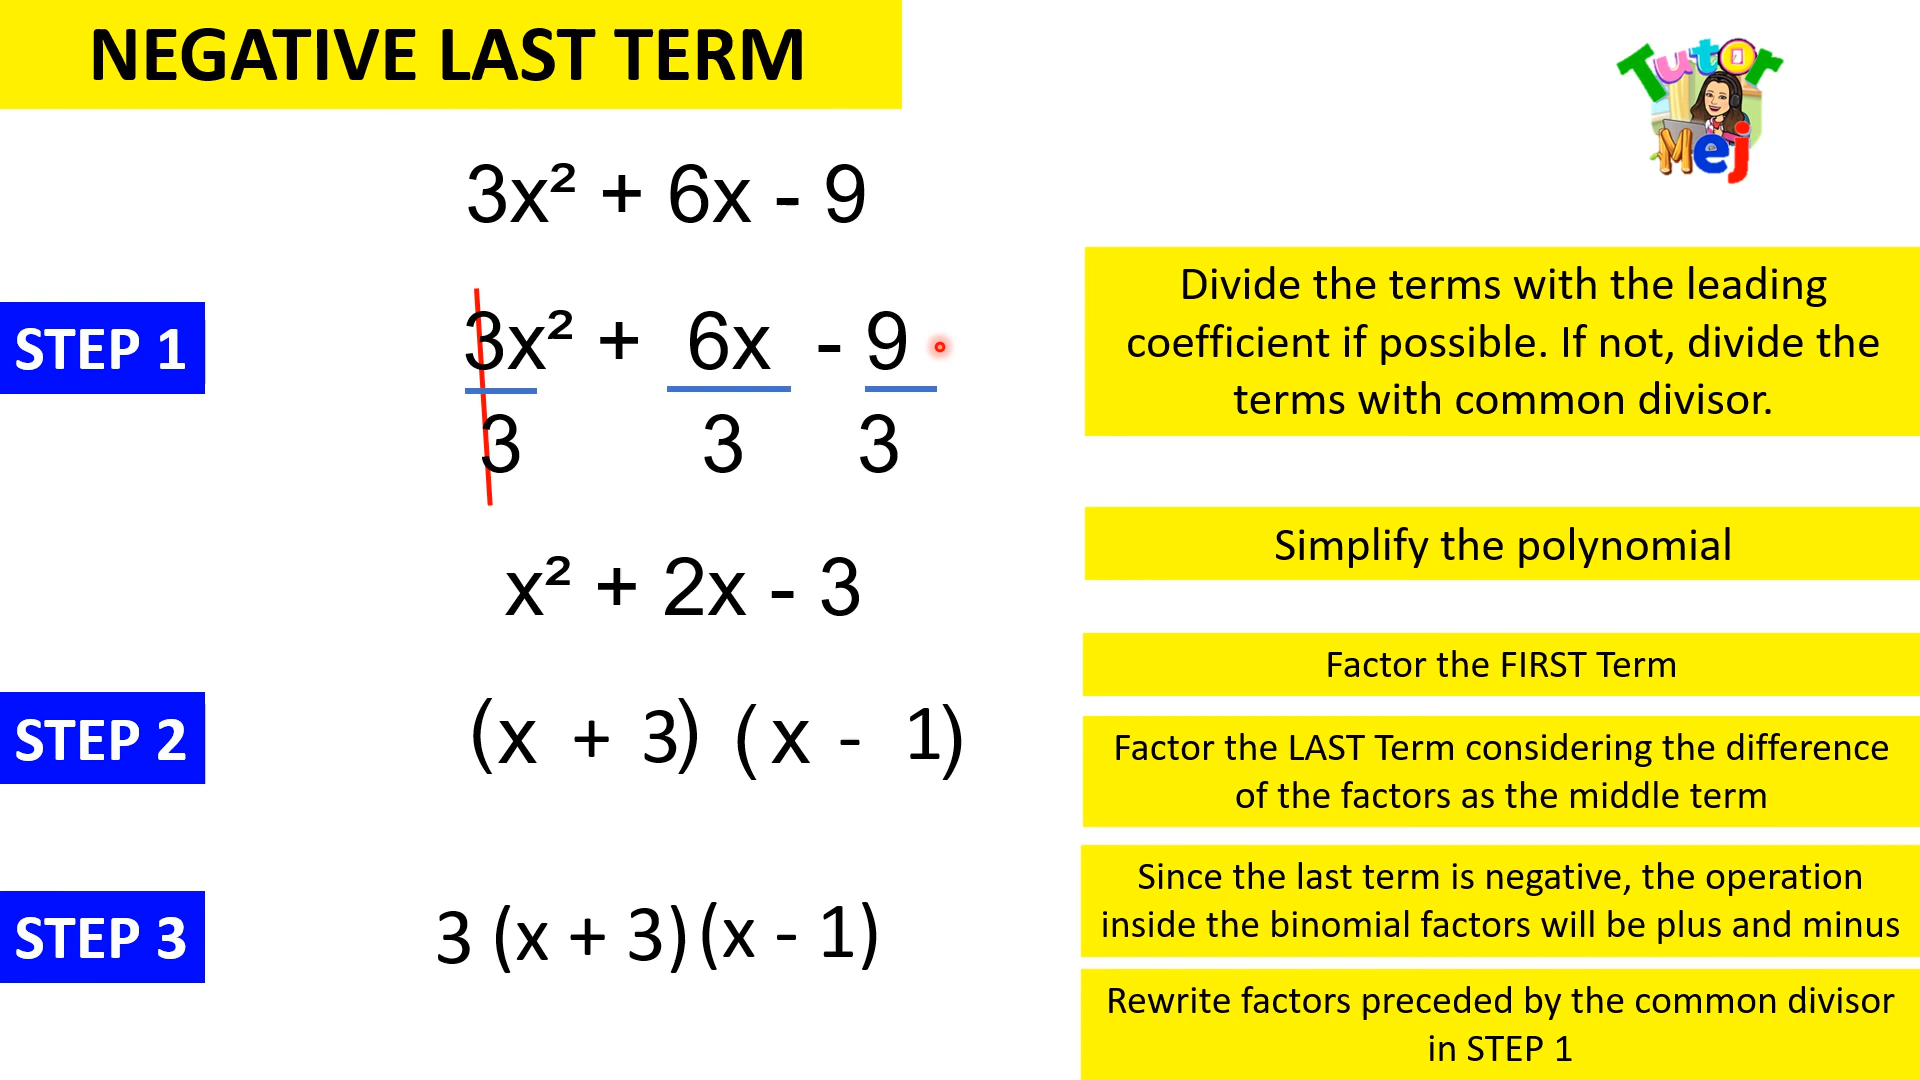 NEGATIVE LAST TERM
Tutor
Mej
3x² + 6x - 9
STEP 1
3x² + 6x - 9
3 3 3
Divide the terms with the leading
coefficient if possible. If not, divide the
terms with common divisor.
x² + 2x - 3
Simplify the polynomial
Factor the FIRST Term
STEP 2
(x + 3) (x - 1)
Factor the LAST Term considering the difference
of the factors as the middle term
Since the last term is negative, the operation
inside the binomial factors will be plus and minus
STEP 3
3 (x + 3)(x - 1)
Rewrite factors preceded by the common divisor
in STEP 1